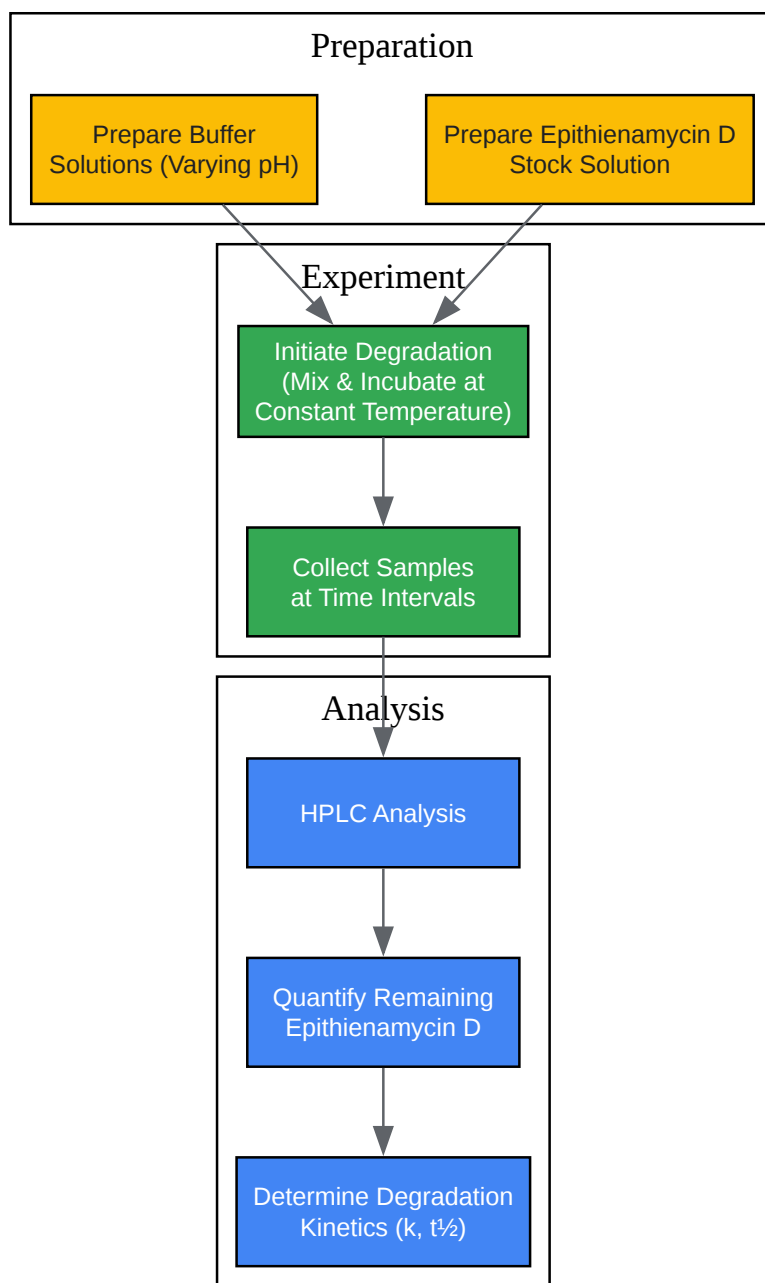 Preparation
Prepare Buffer
Solutions (Varying pH)
Prepare Epithienamycin D
Stock Solution
Experiment
Initiate Degradation
(Mix & Incubate at
Constant Temperature)
Collect Samples
at Time Intervals
Analysis
HPLC Analysis
Quantify Remaining
Epithienamycin D
Determine Degradation
Kinetics (k, t½)